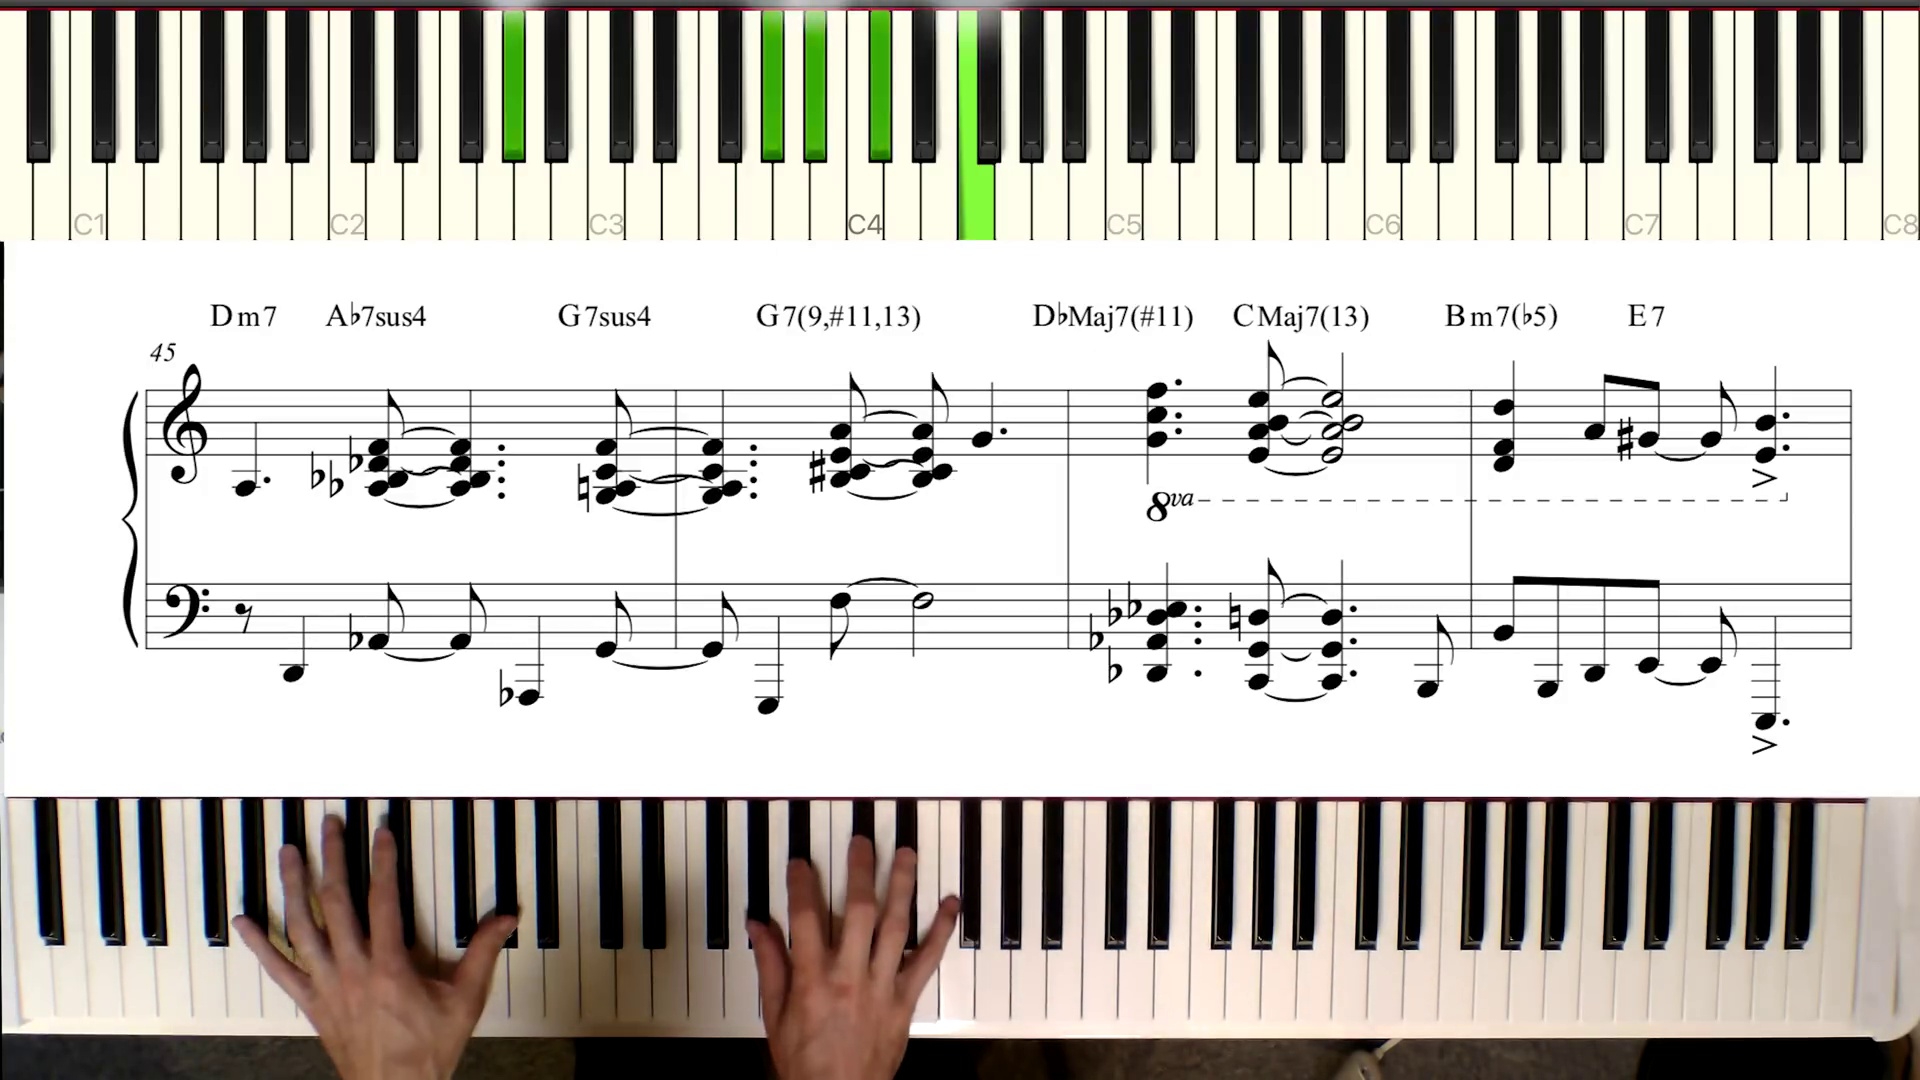 C1 C2 C3 C4 C5 C6 C7 C8
Dm7 A♭7sus4 G7sus4 G7(9,#11,13) D♭Maj7(#11) CMaj7(13) Bm7(♭5) E7
45
8va